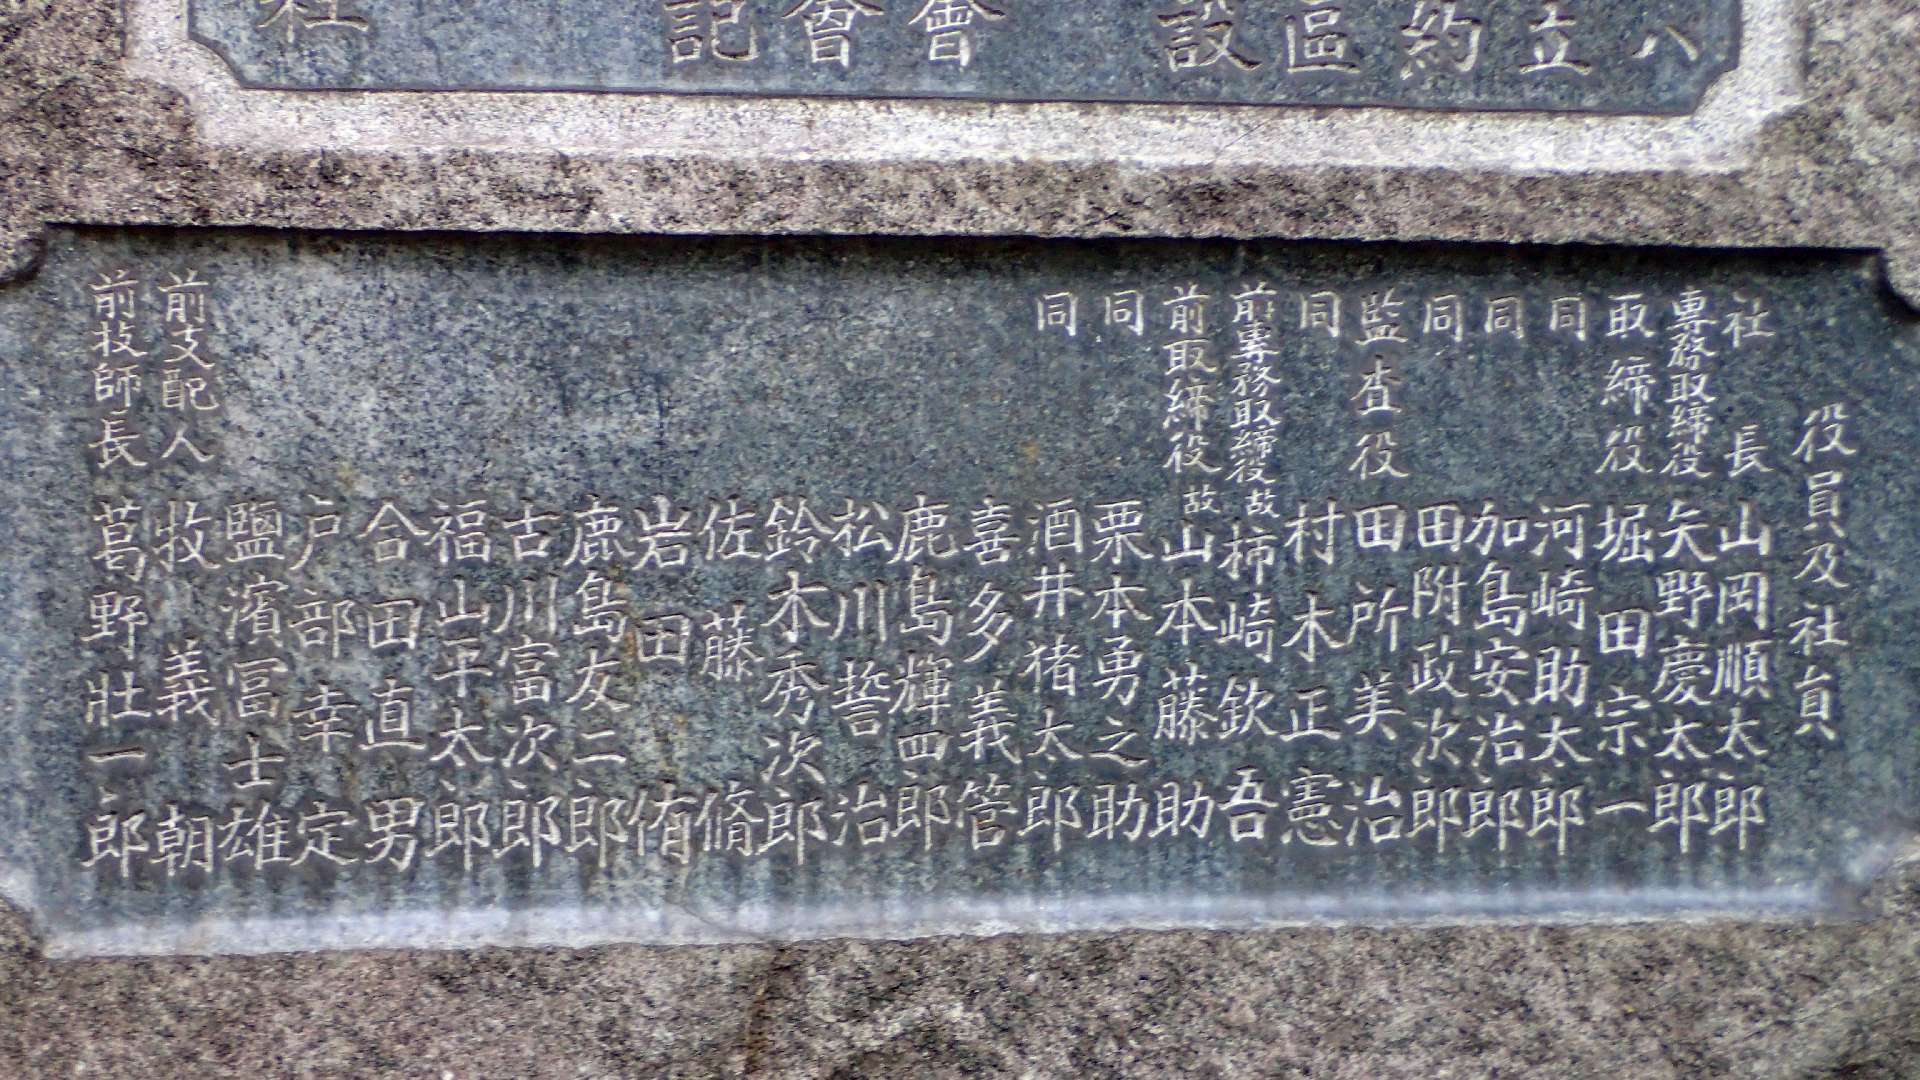 八
立
約
區
設
會
會
記
社
役員及社員
社長 山岡順太郎
專務取締役 矢野慶太郎
取締役 堀田宗一
同 河崎助太郎
同 加島安治郎
同 田附政次郎
監査役 田所美治
同 村木正憲
前專務取締役 故 柿崎欽吾
前取締役 故 山本藤助
同 栗本勇之助
同 酒井猪太郎
喜多義管
鹿島輝四郎
松川誓治
鈴木秀次郎
佐藤脩
岩田侑
鹿島友二郎
古川富次郎
福山平太郎
合田直男
戸部幸定
鹽濱冨士雄
前支配人 牧義朝
前技師長 葛野壯一郎